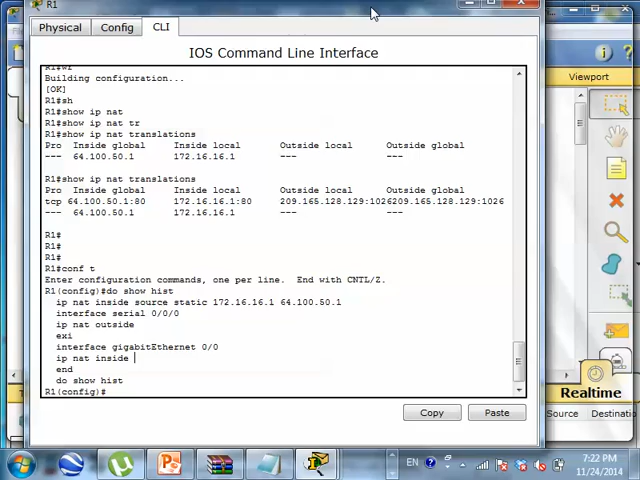 R1
Physical Config CLI
IOS Command Line Interface
R1#wr
Building configuration...
[OK]
R1#sh
R1#show ip nat
R1#show ip nat tr
R1#show ip nat translations
Pro Inside global Inside local Outside local Outside global
--- 64.100.50.1 172.16.16.1 --- ---
R1#show ip nat translations
Pro Inside global Inside local Outside local Outside global
tcp 64.100.50.1:80 172.16.16.1:80 209.165.128.129:1026209.165.128.129:1026
--- 64.100.50.1 172.16.16.1 --- ---
R1#
R1#
R1#
R1#conf t
Enter configuration commands, one per line. End with CNTL/Z.
R1(config)#do show hist
ip nat inside source static 172.16.16.1 64.100.50.1
interface serial 0/0/0
ip nat outside
exi
interface gigabitEthernet 0/0
ip nat inside
end
do show hist
R1(config)#
Copy Paste
Viewport
Realtime
Source
EN
7:22 PM
11/24/2014